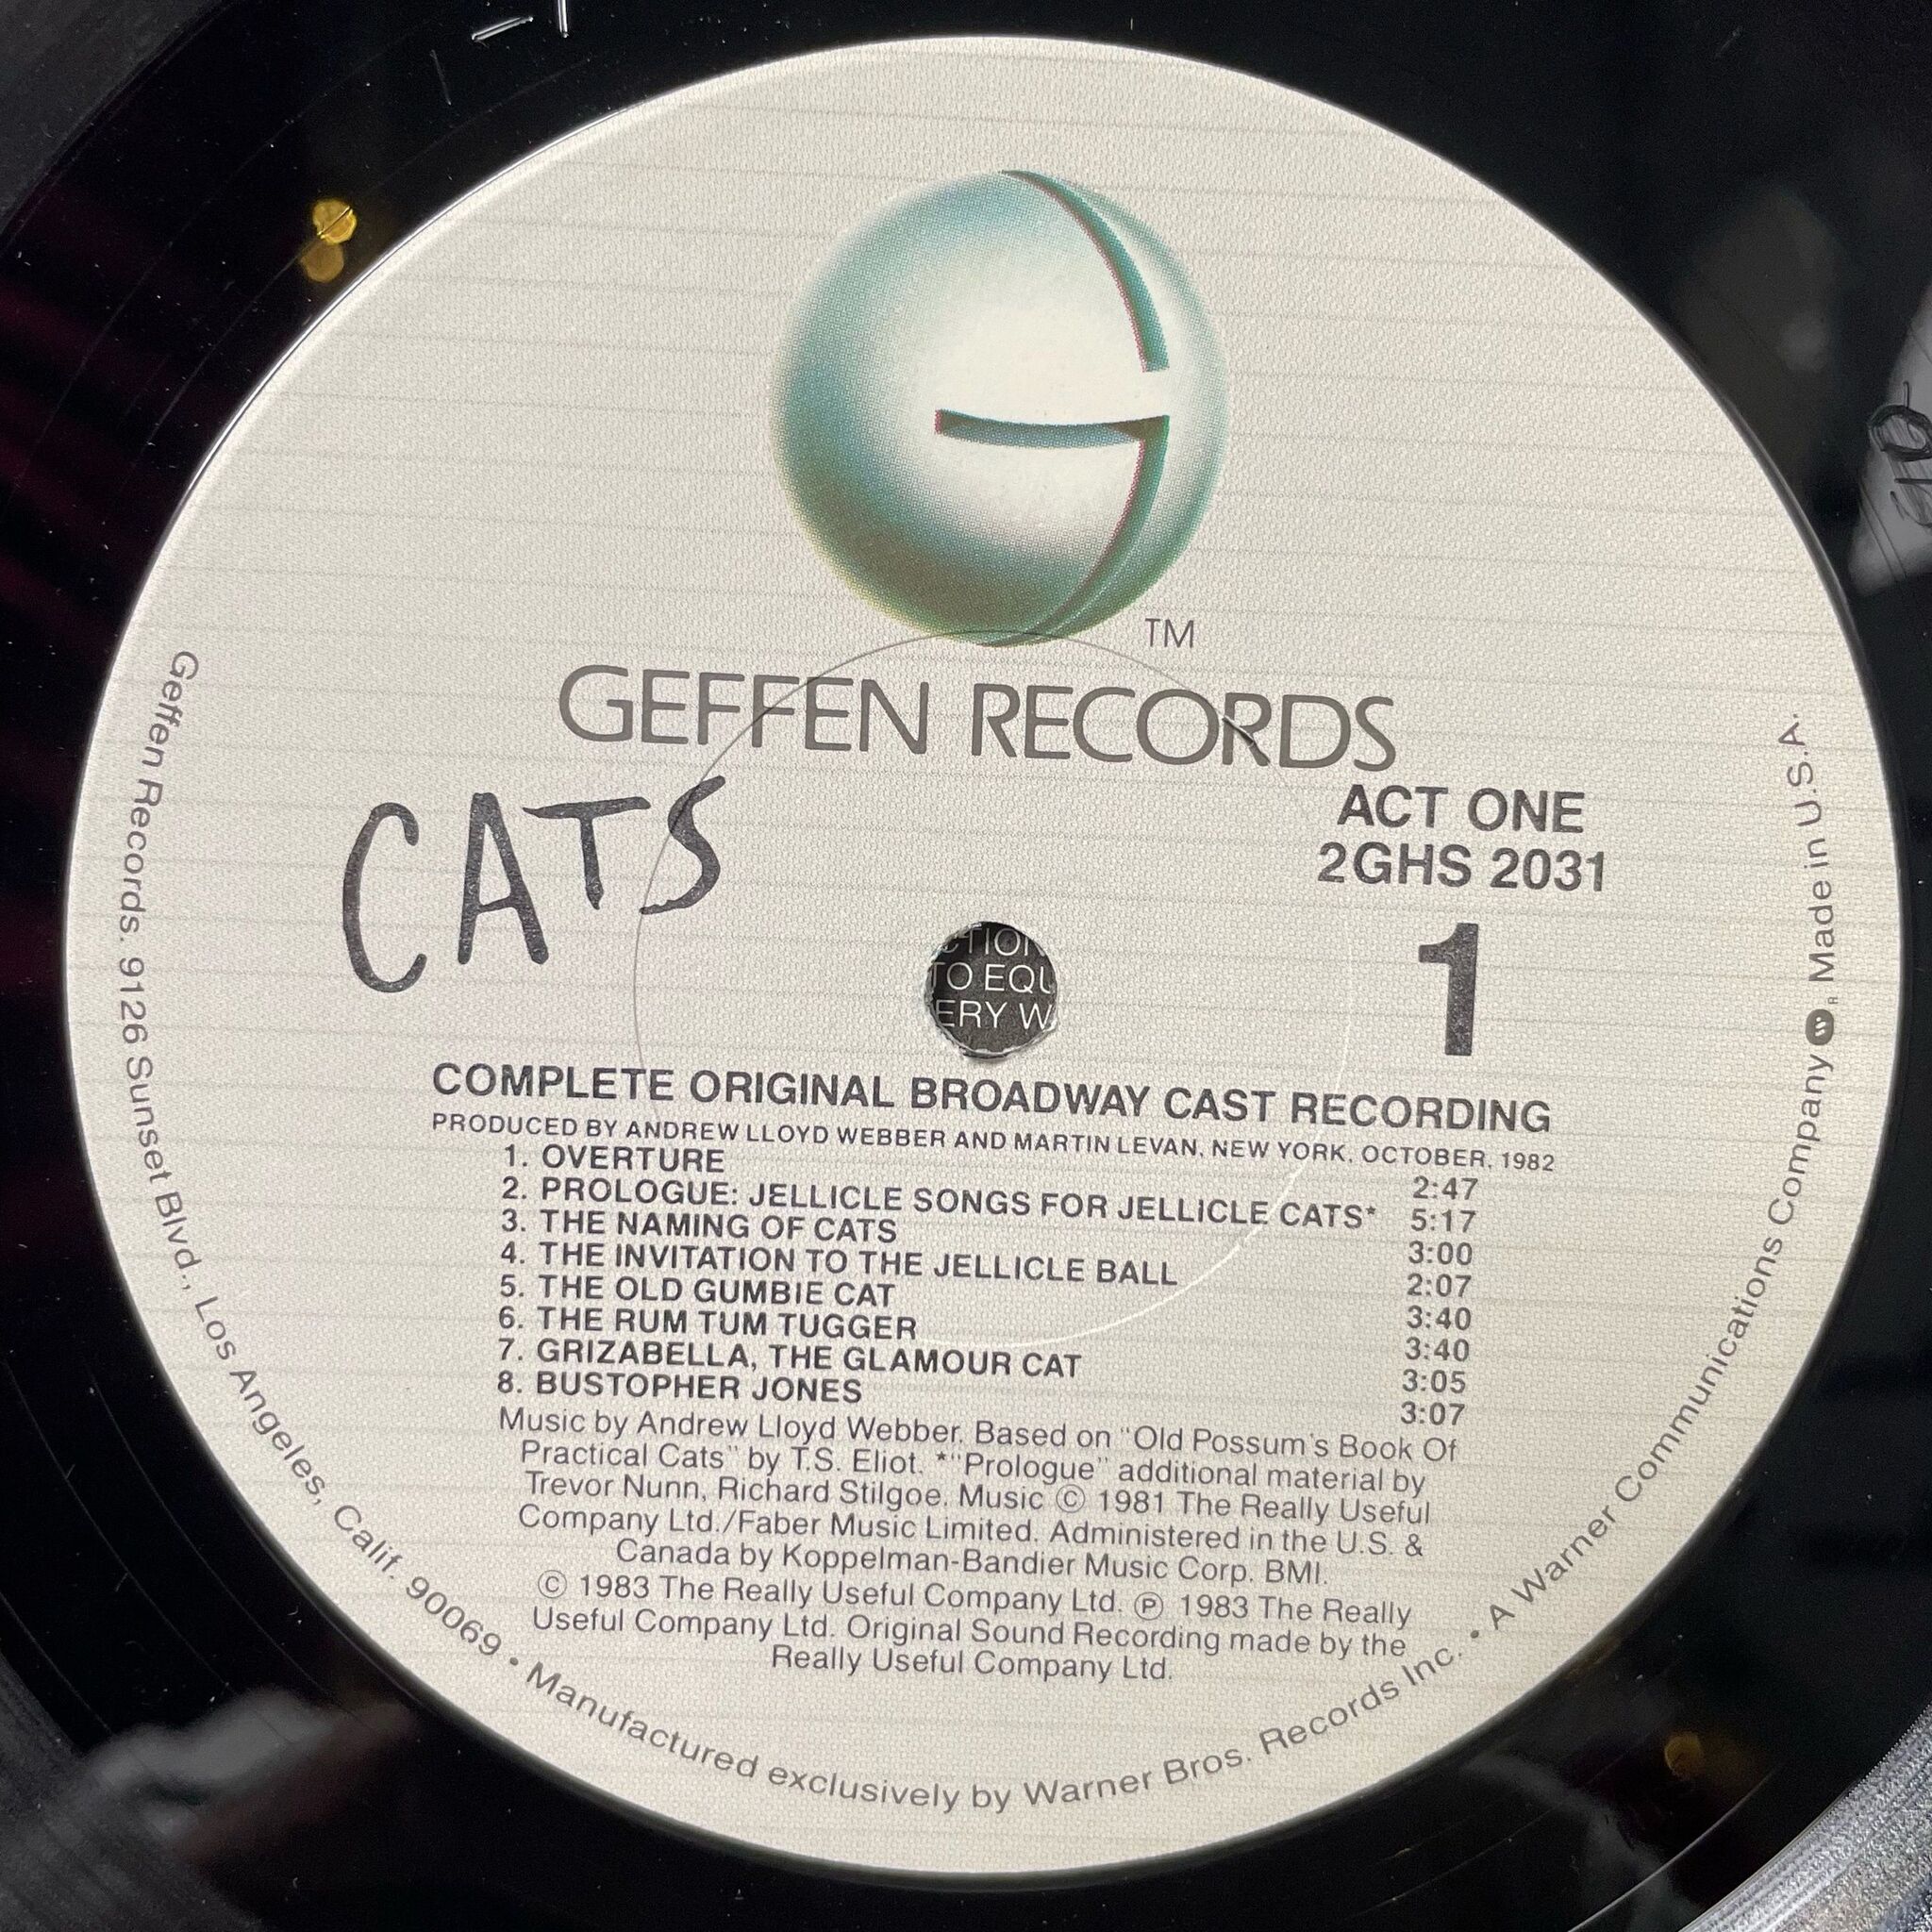 TM
GEFFEN RECORDS
CATS
ACT ONE
2GHS 2031
1
COMPLETE ORIGINAL BROADWAY CAST RECORDING
PRODUCED BY ANDREW LLOYD WEBBER AND MARTIN LEVAN, NEW YORK, OCTOBER, 1982
1. OVERTURE 2:47
2. PROLOGUE: JELLICLE SONGS FOR JELLICLE CATS* 5:17
3. THE NAMING OF CATS 3:00
4. THE INVITATION TO THE JELLICLE BALL 2:07
5. THE OLD GUMBIE CAT 3:40
6. THE RUM TUM TUGGER 3:40
7. GRIZABELLA, THE GLAMOUR CAT 3:05
8. BUSTOPHER JONES 3:07
Music by Andrew Lloyd Webber. Based on "Old Possum's Book Of
Practical Cats" by T.S. Eliot. *"Prologue" additional material by
Trevor Nunn, Richard Stilgoe. Music © 1981 The Really Useful
Company Ltd./Faber Music Limited. Administered in the U.S. &
Canada by Koppelman-Bandier Music Corp. BMI.
© 1983 The Really Useful Company Ltd. ℗ 1983 The Really
Useful Company Ltd. Original Sound Recording made by the
Really Useful Company Ltd.
Geffen Records. 9126 Sunset Blvd., Los Angeles, Calif. 90069 • Manufactured exclusively by Warner Bros. Records Inc. • A Warner Communications Company. Made in U.S.A.
TO